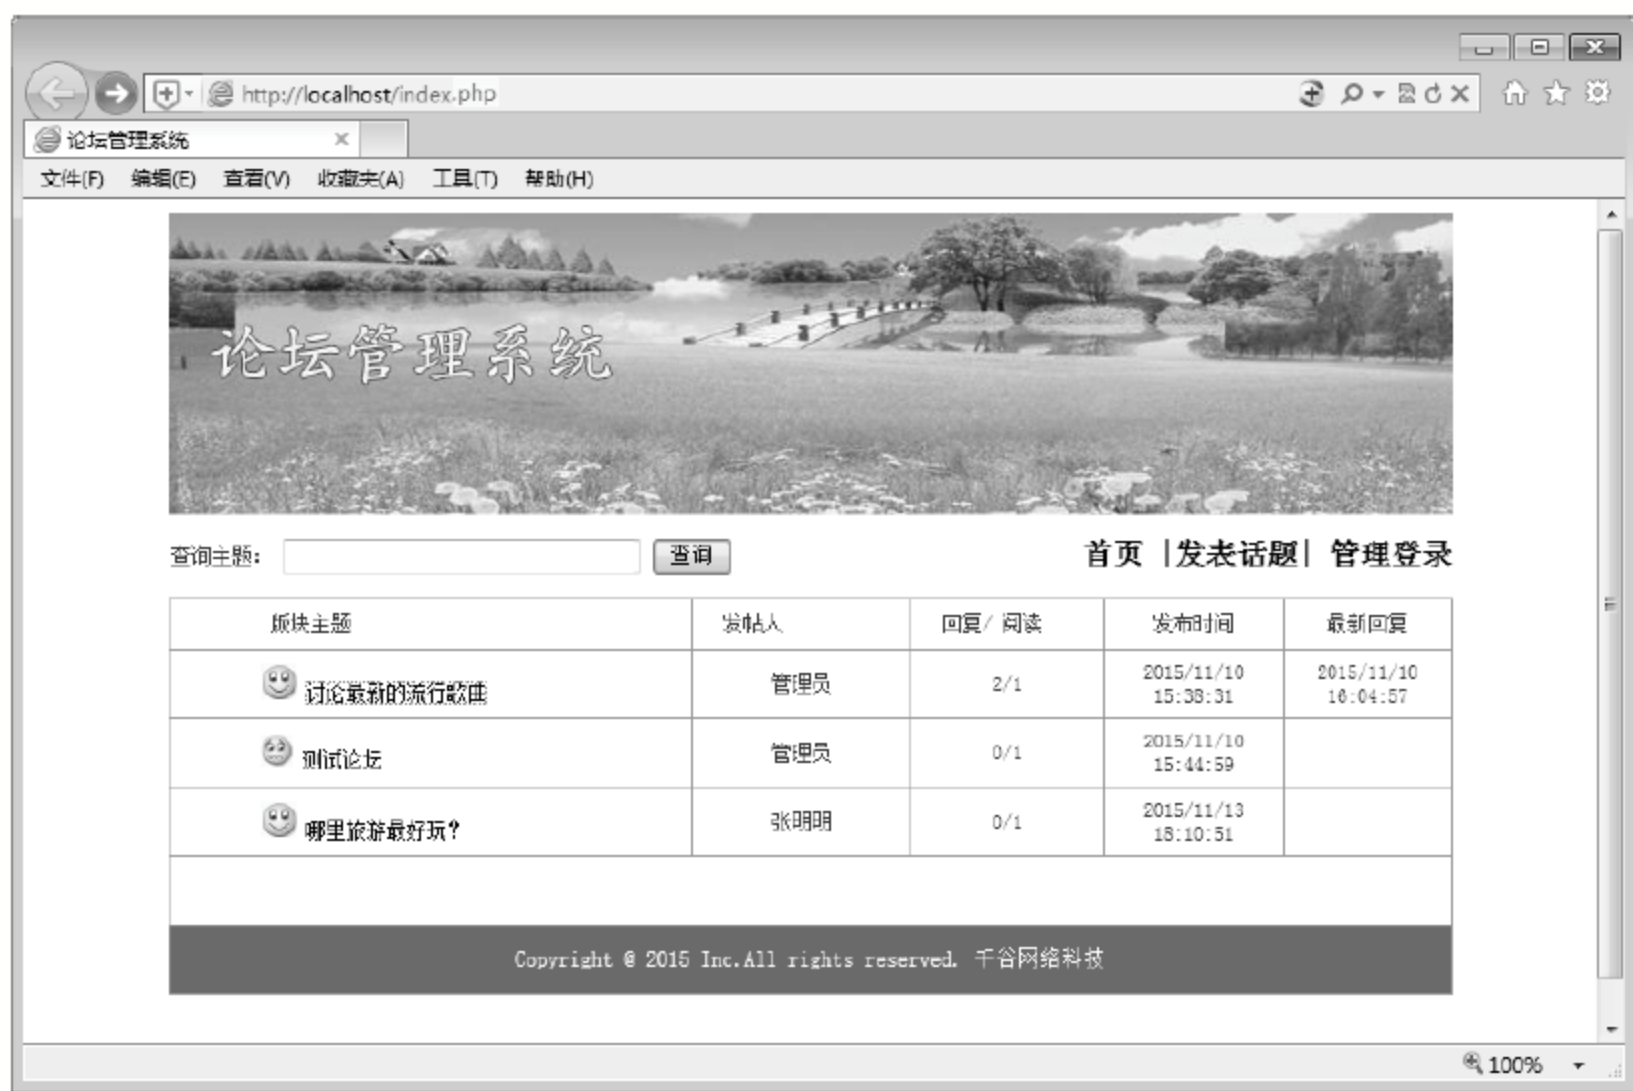 http://localhost/index.php
论坛管理系统
文件(F) 编辑(E) 查看(V) 收藏夹(A) 工具(T) 帮助(H)
论坛管理系统
查询主题： 查询 首页 |发表话题| 管理登录
版块主题 发帖人 回复/ 阅读 发布时间 最新回复
讨论最新的流行歌曲 管理员 2/1 2015/11/10 15:38:31 2015/11/10 16:04:57
测试论坛 管理员 0/1 2015/11/10 15:44:59
哪里旅游最好玩？ 张明明 0/1 2015/11/13 18:10:51
Copyright @ 2015 Inc.All rights reserved. 千谷网络科技
100%